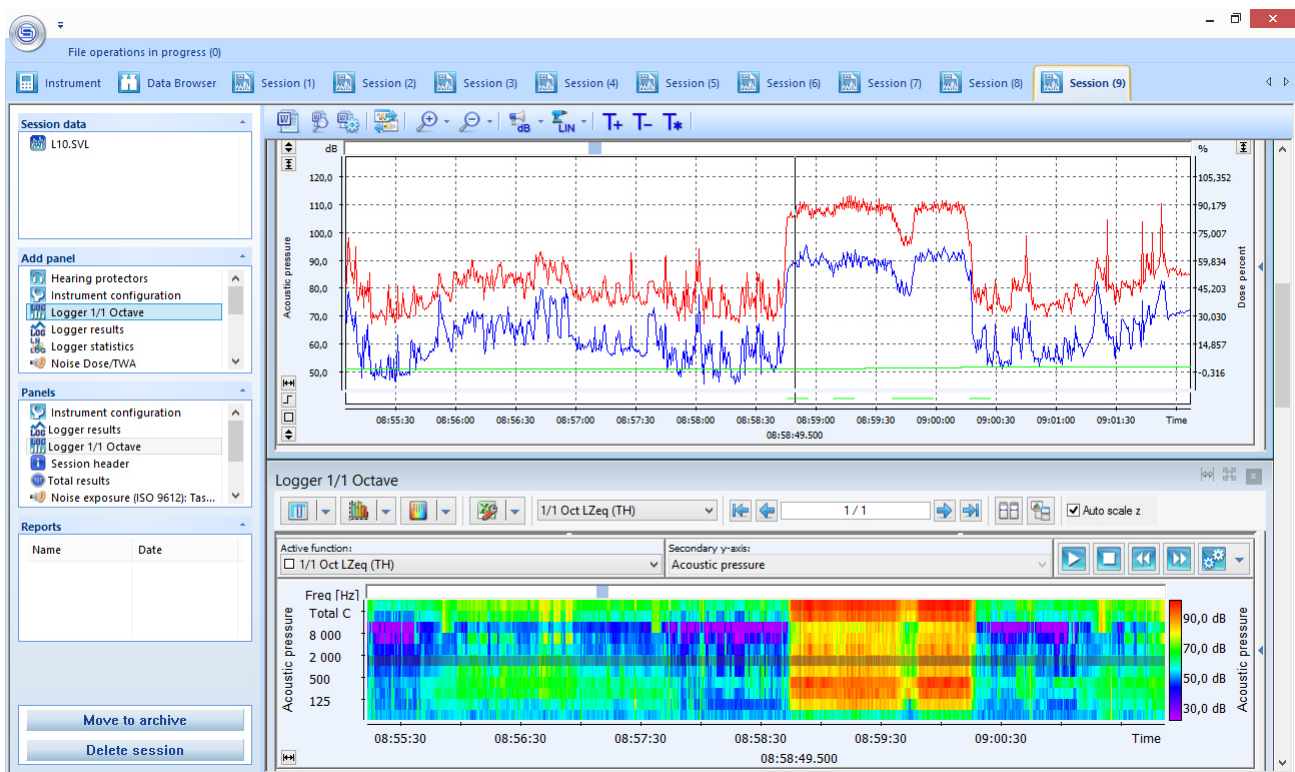 File operations in progress (0)
Instrument Data Browser Session (1) Session (2) Session (3) Session (4) Session (5) Session (6) Session (7) Session (8) Session (9)
Session data
L10.SVL
Add panel
Hearing protectors
Instrument configuration
Logger 1/1 Octave
Logger results
Logger statistics
Noise Dose/TWA
Panels
Instrument configuration
Logger results
Logger 1/1 Octave
Session header
Total results
Noise exposure (ISO 9612): Tas...
Reports
Name Date
Move to archive
Delete session
dB LIN T+ T- T*
dB %
120,0 105,352
110,0 90,179
100,0 75,007
90,0 59,834
80,0 45,203
70,0 30,030
60,0 14,857
50,0 -0,316
Acoustic pressure
Dose percent
08:55:30 08:56:00 08:56:30 08:57:00 08:57:30 08:58:00 08:58:30 08:59:00 08:59:30 09:00:00 09:00:30 09:01:00 09:01:30 Time
08:58:49.500
Logger 1/1 Octave
1/1 Oct LZeq (TH) 1 / 1 Auto scale z
Active function: Secondary y-axis:
1/1 Oct LZeq (TH) Acoustic pressure
Freq [Hz]
Total C
8 000
2 000
500
125
Acoustic pressure
90,0 dB
70,0 dB
50,0 dB
30,0 dB
Acoustic pressure
08:55:30 08:56:30 08:57:30 08:58:30 08:59:30 09:00:30 Time
08:58:49.500